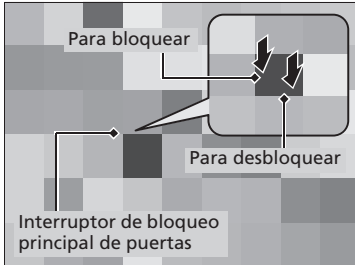 Para bloquear
Para desbloquear
Interruptor de bloqueo
principal de puertas